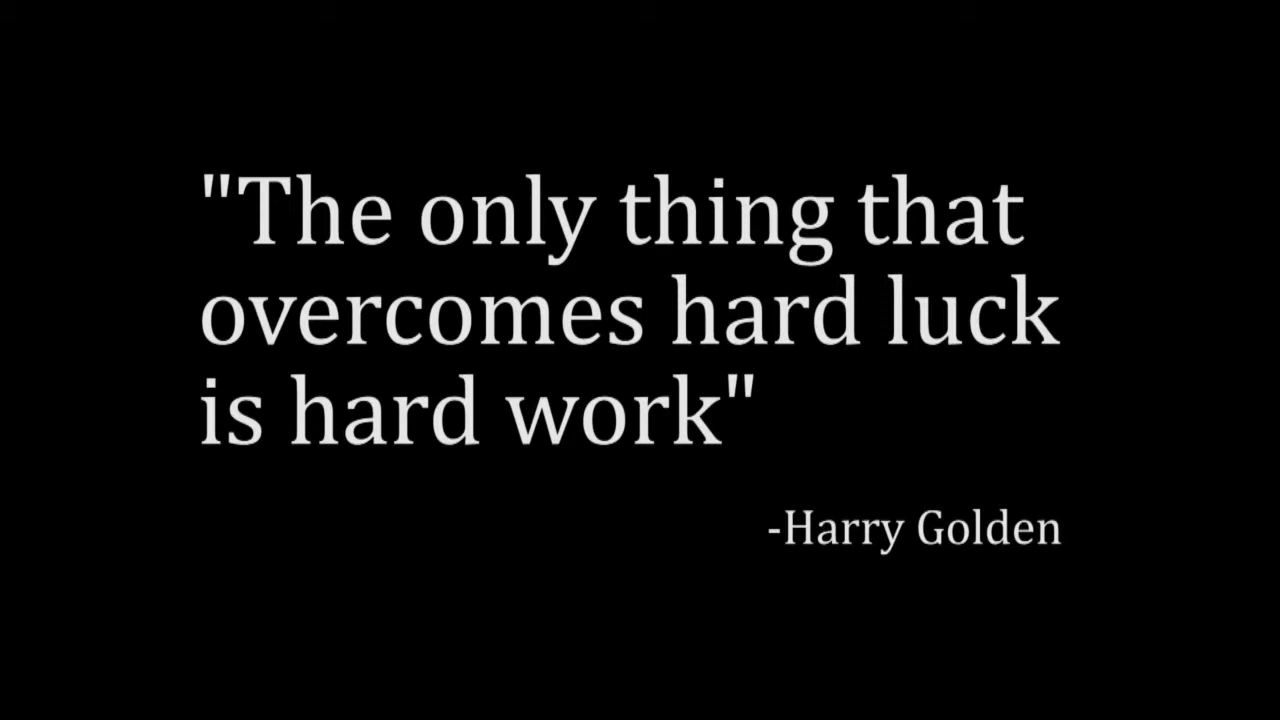 "The only thing that
overcomes hard luck
is hard work"
-Harry Golden